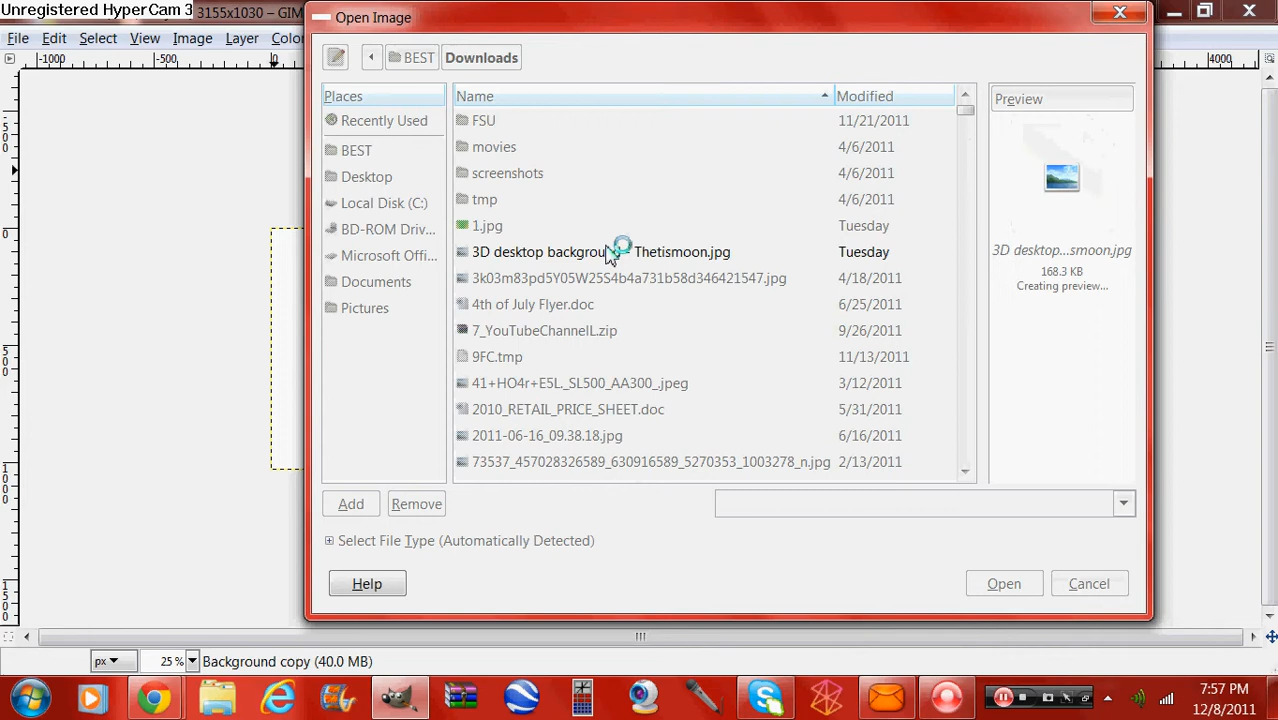 Unregistered HyperCam 3
3155x1030 – GIM
Open Image
File Edit Select View Image Layer Color
-1000 -500 0 4000
BEST Downloads
Places
Name Modified
Preview
Recently Used
FSU 11/21/2011
BEST
movies 4/6/2011
Desktop
screenshots 4/6/2011
Local Disk (C:)
tmp 4/6/2011
BD-ROM Driv...
1.jpg Tuesday
Microsoft Offi...
3D desktop backgrou Thetismoon.jpg Tuesday
3D desktop...smoon.jpg
168.3 KB
Creating preview...
Documents
3k03m83pd5Y05W25S4b4a731b58d346421547.jpg 4/18/2011
Pictures
4th of July Flyer.doc 6/25/2011
7_YouTubeChannelL.zip 9/26/2011
9FC.tmp 11/13/2011
41+HO4r+E5L._SL500_AA300_.jpeg 3/12/2011
2010_RETAIL_PRICE_SHEET.doc 5/31/2011
2011-06-16_09.38.18.jpg 6/16/2011
73537_457028326589_630916589_5270353_1003278_n.jpg 2/13/2011
Add Remove
Select File Type (Automatically Detected)
Help Open Cancel
px 25 % Background copy (40.0 MB)
7:57 PM
12/8/2011